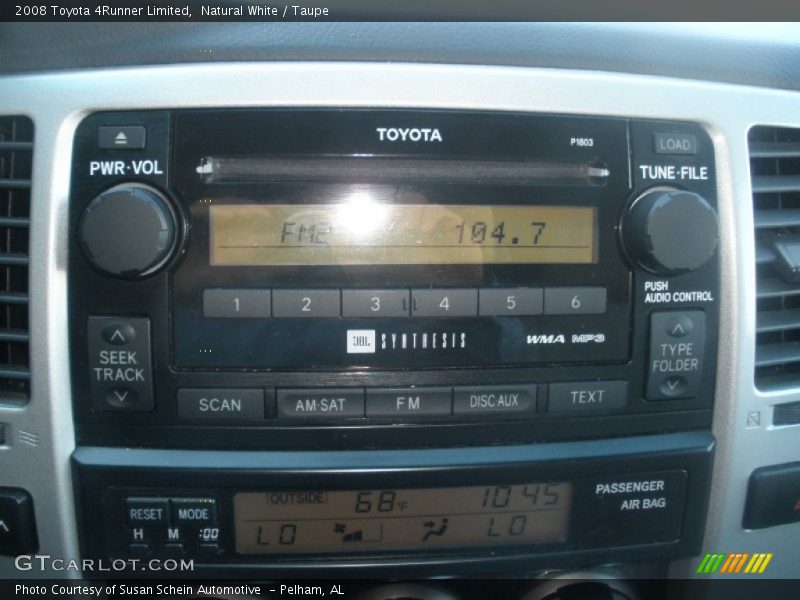 2008 Toyota 4Runner Limited,  Natural White / Taupe
TOYOTA
P1803
LOAD
PWR·VOL
TUNE·FILE
FM2 104.7
PUSH
AUDIO CONTROL
1 2 3 4 5 6
JBL SYNTHESIS
WMA MP3
SEEK
TRACK
TYPE
FOLDER
SCAN AM·SAT FM DISC·AUX TEXT
OUTSIDE 68°F 10 45
LO LO
PASSENGER
AIR BAG
RESET MODE
H M :00
GTCARLOT.COM
Photo Courtesy of Susan Schein Automotive  - Pelham, AL